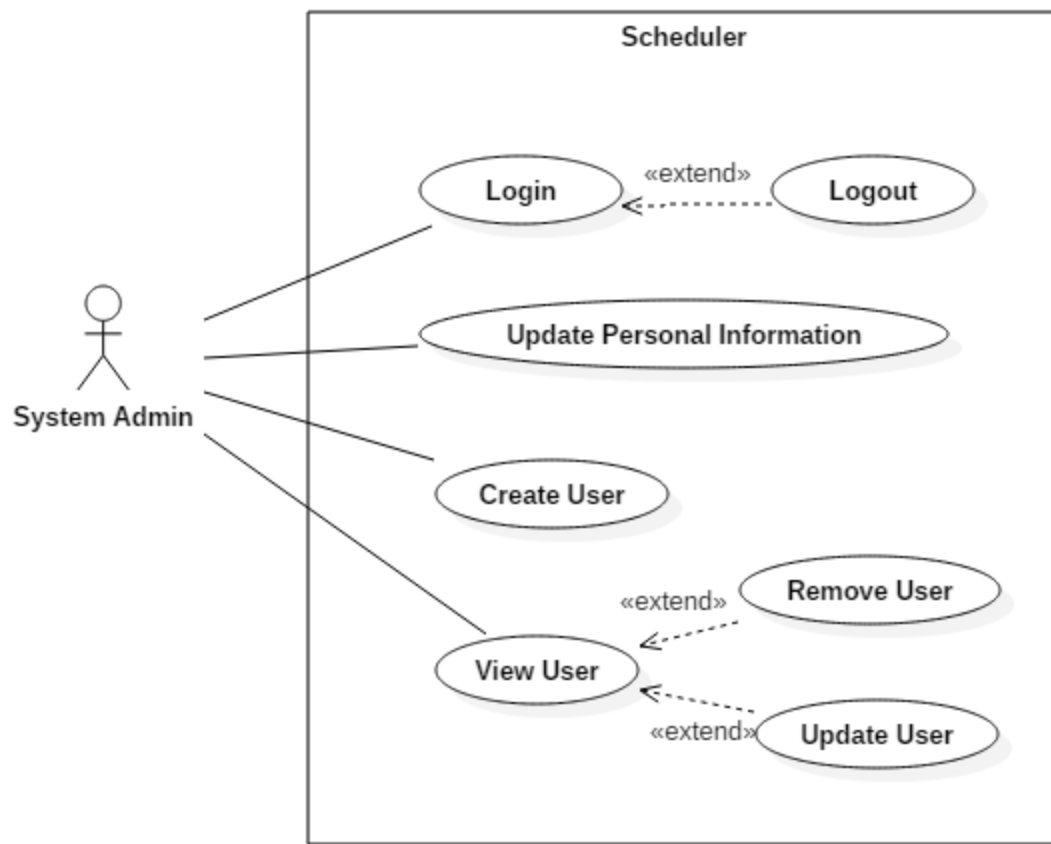 Scheduler
Login
«extend»
Logout
Update Personal Information
System Admin
Create User
Remove User
«extend»
View User
«extend»
Update User